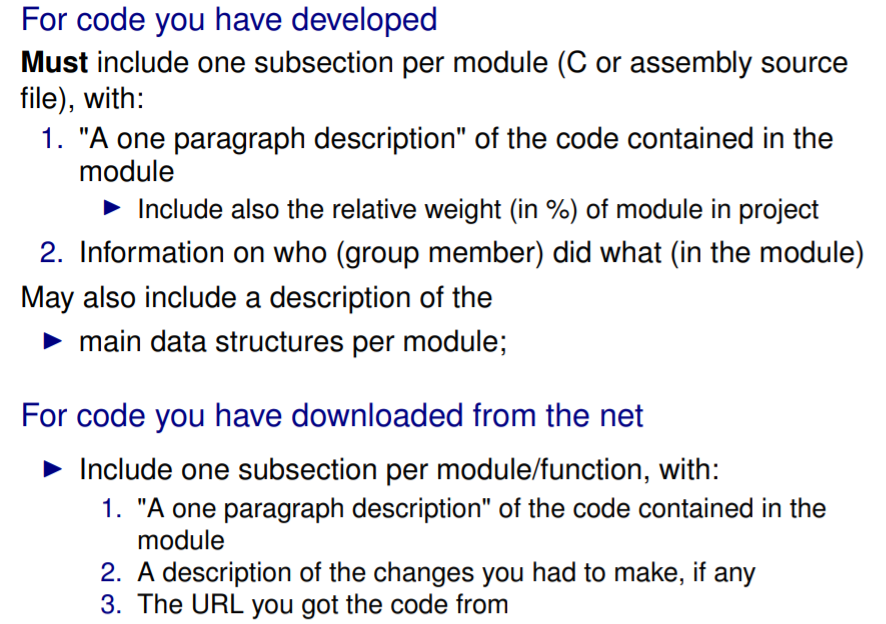 For code you have developed
Must include one subsection per module (C or assembly source
file), with:
1. "A one paragraph description" of the code contained in the
module
► Include also the relative weight (in %) of module in project
2. Information on who (group member) did what (in the module)
May also include a description of the
► main data structures per module;
For code you have downloaded from the net
► Include one subsection per module/function, with:
1. "A one paragraph description" of the code contained in the
module
2. A description of the changes you had to make, if any
3. The URL you got the code from